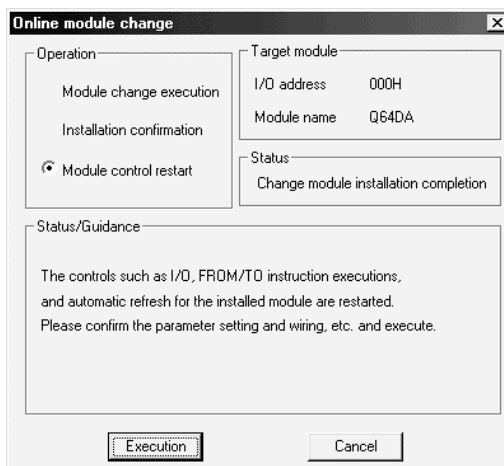 Online module change
Operation
Module change execution
Installation confirmation
Module control restart
Target module
I/O address 000H
Module name Q64DA
Status
Change module installation completion
Status/Guidance
The controls such as I/O, FROM/TO instruction executions,
and automatic refresh for the installed module are restarted.
Please confirm the parameter setting and wiring, etc. and execute.
Execution Cancel